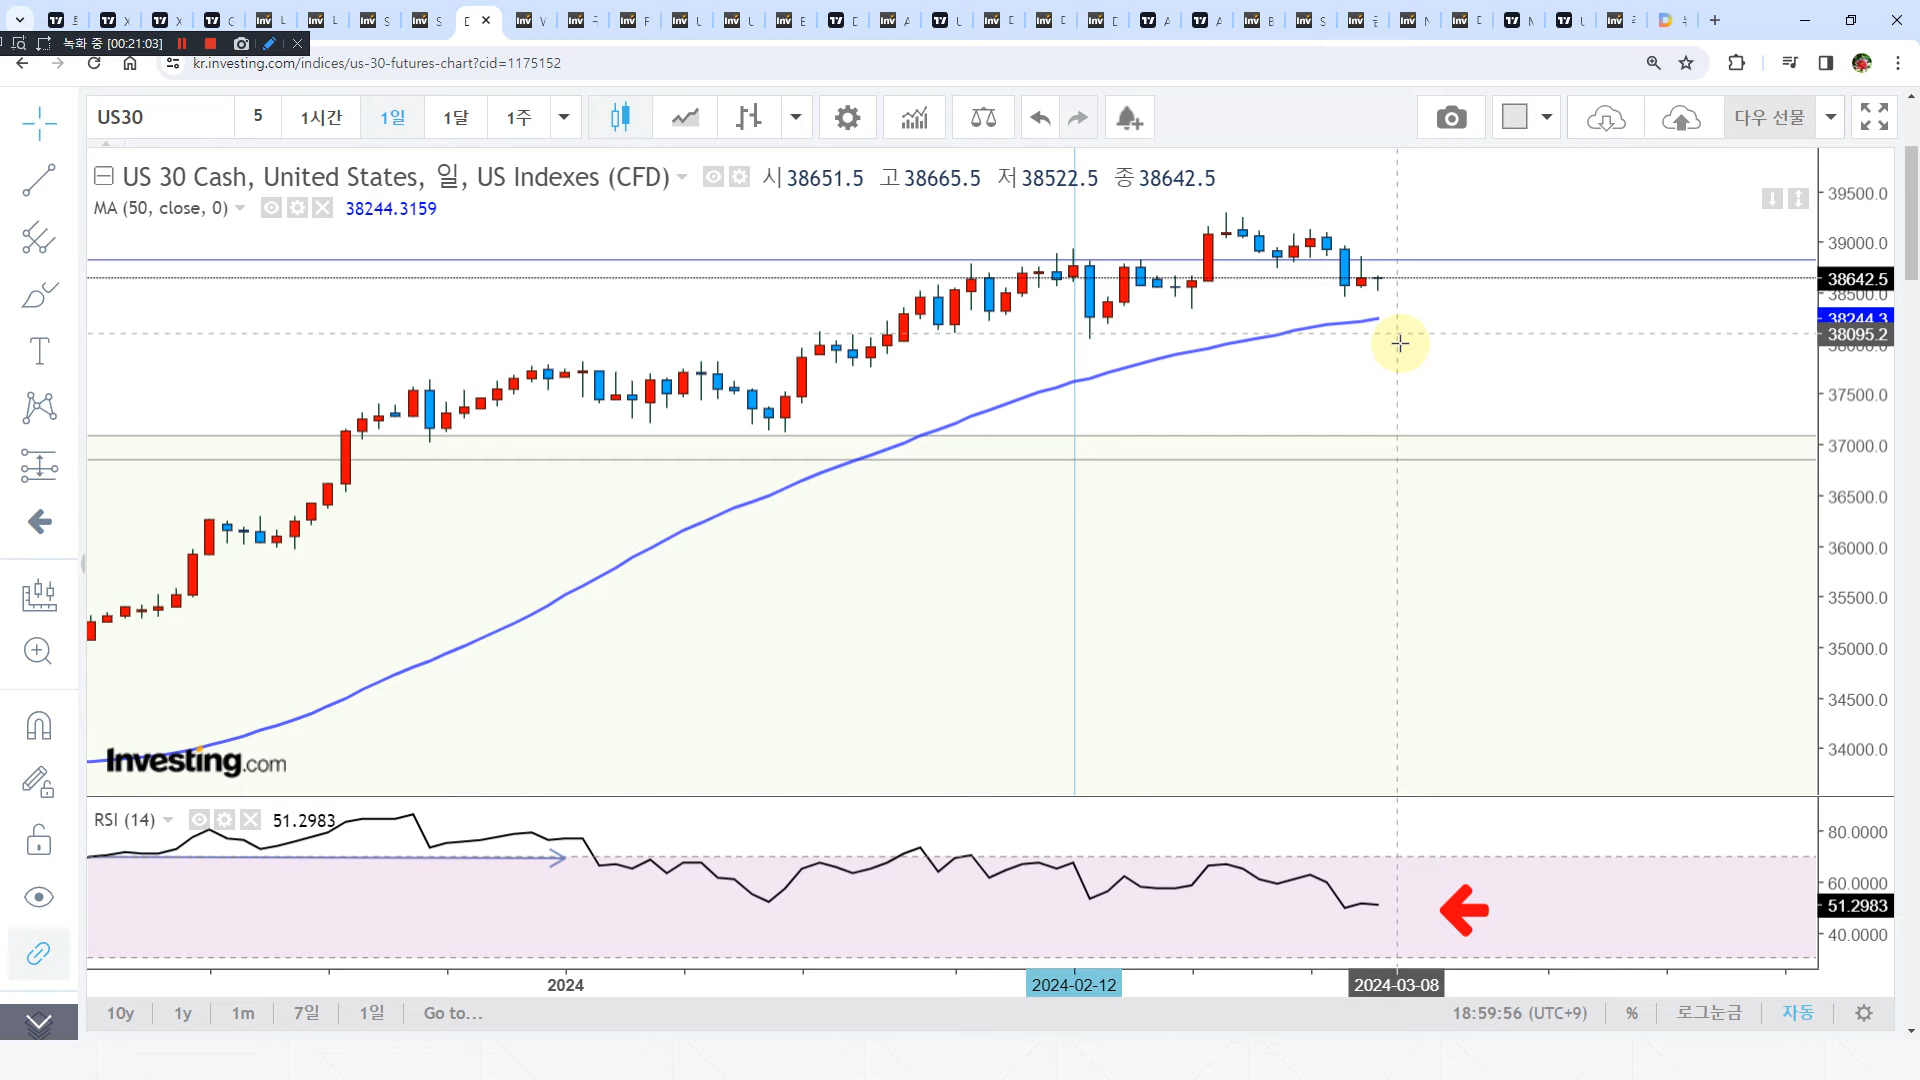 녹화 중 [00:21:03]
kr.investing.com/indices/us-30-futures-chart?cid=1175152
US30 5 1시간 1일 1달 1주 다우 선물
US 30 Cash, United States, 일, US Indexes (CFD) 시 38651.5 고 38665.5 저 38522.5 종 38642.5
MA (50, close, 0) 38244.3159
39500.0
39000.0
38642.5
38500.0
38244.3
38095.2
38000.0
37500.0
37000.0
36500.0
36000.0
35500.0
35000.0
34500.0
34000.0
Investing.com
RSI (14) 51.2983
80.0000
60.0000
51.2983
40.0000
2024 2024-02-12 2024-03-08
10y 1y 1m 7일 1일 Go to... 18:59:56 (UTC+9) % 로그눈금 자동